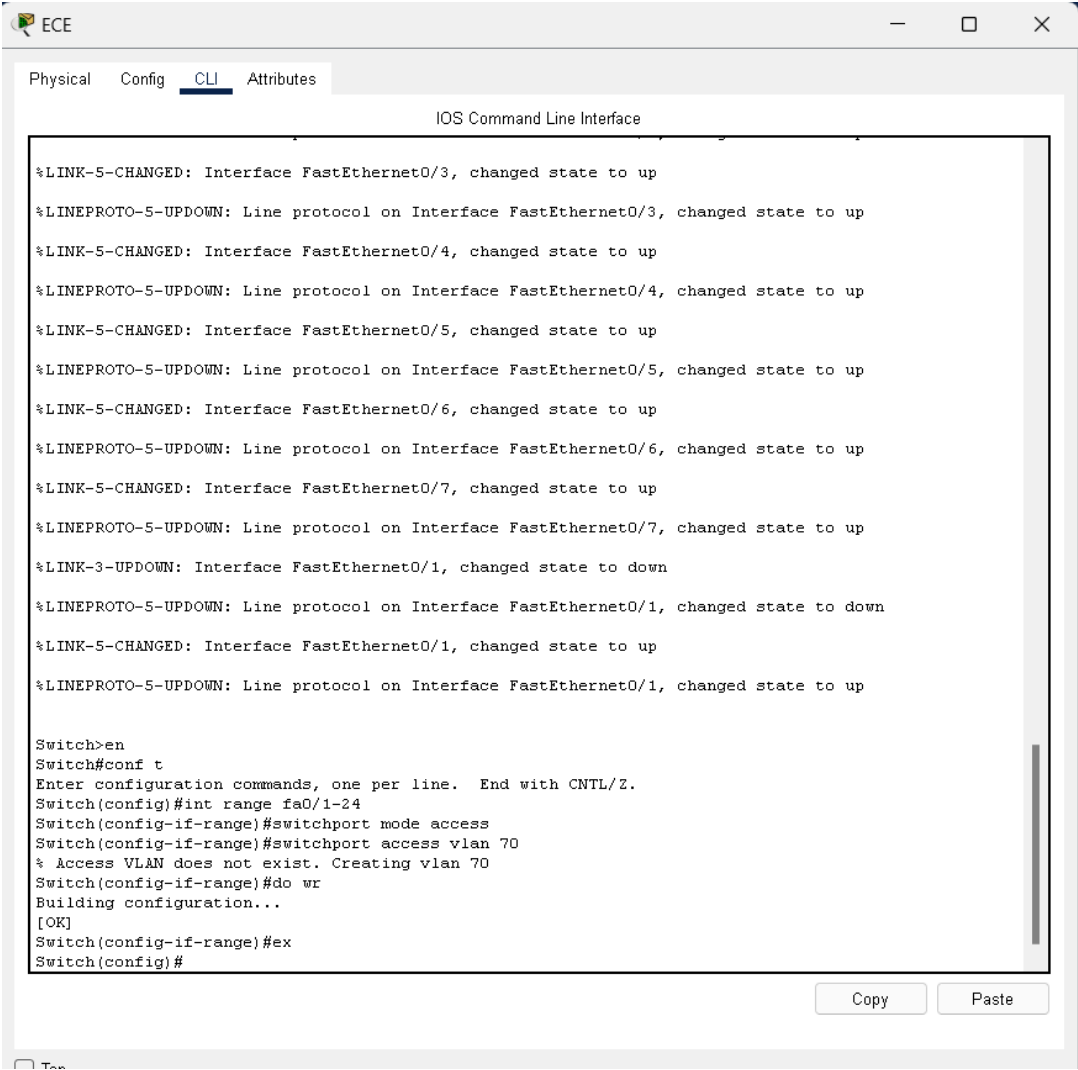 ECE
Physical Config CLI Attributes
IOS Command Line Interface
%LINK-5-CHANGED: Interface FastEthernet0/3, changed state to up
%LINEPROTO-5-UPDOWN: Line protocol on Interface FastEthernet0/3, changed state to up
%LINK-5-CHANGED: Interface FastEthernet0/4, changed state to up
%LINEPROTO-5-UPDOWN: Line protocol on Interface FastEthernet0/4, changed state to up
%LINK-5-CHANGED: Interface FastEthernet0/5, changed state to up
%LINEPROTO-5-UPDOWN: Line protocol on Interface FastEthernet0/5, changed state to up
%LINK-5-CHANGED: Interface FastEthernet0/6, changed state to up
%LINEPROTO-5-UPDOWN: Line protocol on Interface FastEthernet0/6, changed state to up
%LINK-5-CHANGED: Interface FastEthernet0/7, changed state to up
%LINEPROTO-5-UPDOWN: Line protocol on Interface FastEthernet0/7, changed state to up
%LINK-3-UPDOWN: Interface FastEthernet0/1, changed state to down
%LINEPROTO-5-UPDOWN: Line protocol on Interface FastEthernet0/1, changed state to down
%LINK-5-CHANGED: Interface FastEthernet0/1, changed state to up
%LINEPROTO-5-UPDOWN: Line protocol on Interface FastEthernet0/1, changed state to up
Switch>en
Switch#conf t
Enter configuration commands, one per line.  End with CNTL/Z.
Switch(config)#int range fa0/1-24
Switch(config-if-range)#switchport mode access
Switch(config-if-range)#switchport access vlan 70
% Access VLAN does not exist. Creating vlan 70
Switch(config-if-range)#do wr
Building configuration...
[OK]
Switch(config-if-range)#ex
Switch(config)#
Copy Paste